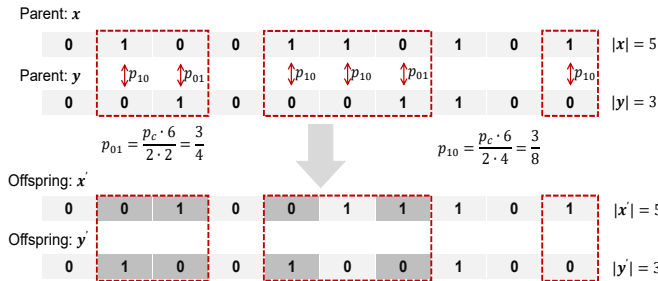 Parent: x
0 1 0 0 1 1 0 1 0 1 |x| = 5
Parent: y p₁₀ p₀₁ p₁₀ p₁₀ p₀₁ p₁₀
0 0 1 0 0 0 1 1 0 0 |y| = 3
p₀₁ = (p_c · 6)/(2 · 2) = 3/4 p₁₀ = (p_c · 6)/(2 · 4) = 3/8
Offspring: x'
0 0 1 0 0 1 1 1 0 1 |x'| = 5
Offspring: y'
0 1 0 0 1 0 0 1 0 0 |y'| = 3